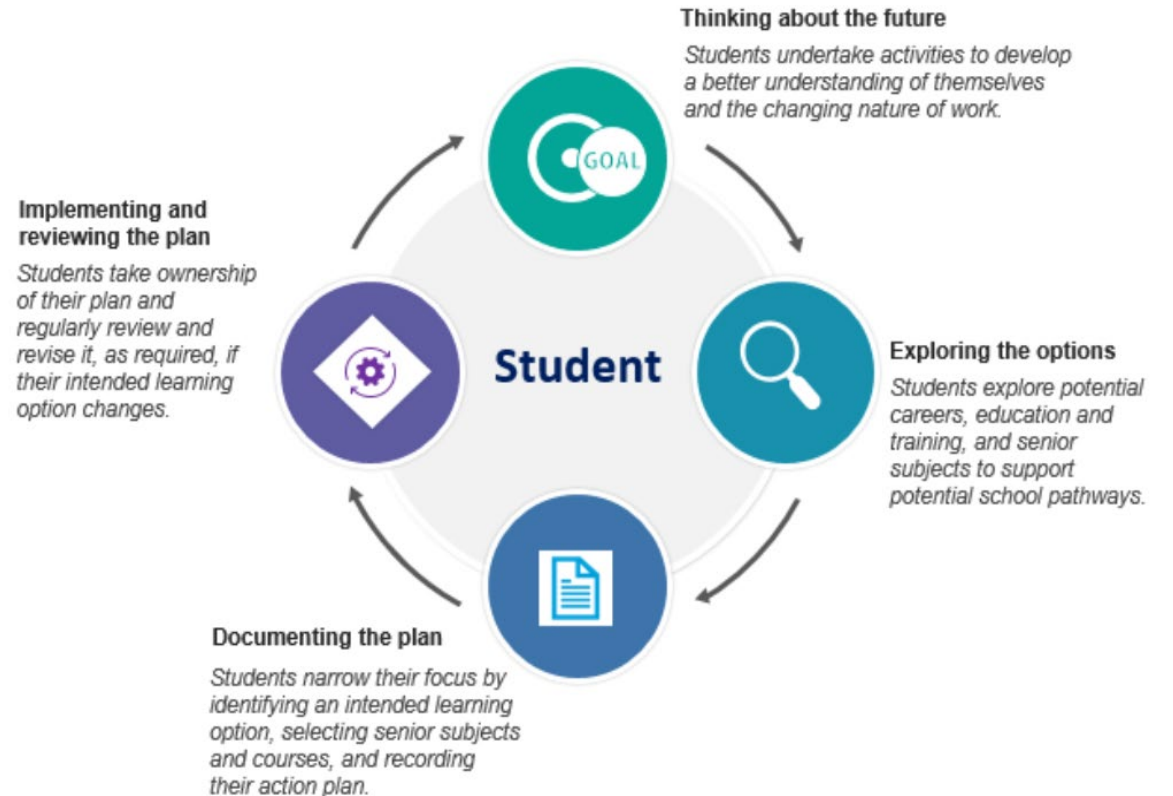 Thinking about the future
Students undertake activities to develop
a better understanding of themselves
and the changing nature of work.
GOAL
Implementing and
reviewing the plan
Students take ownership
of their plan and
regularly review and
revise it, as required, if
their intended learning
option changes.
Student
Exploring the options
Students explore potential
careers, education and
training, and senior
subjects to support
potential school pathways.
Documenting the plan
Students narrow their focus by
identifying an intended learning
option, selecting senior subjects
and courses, and recording
their action plan.